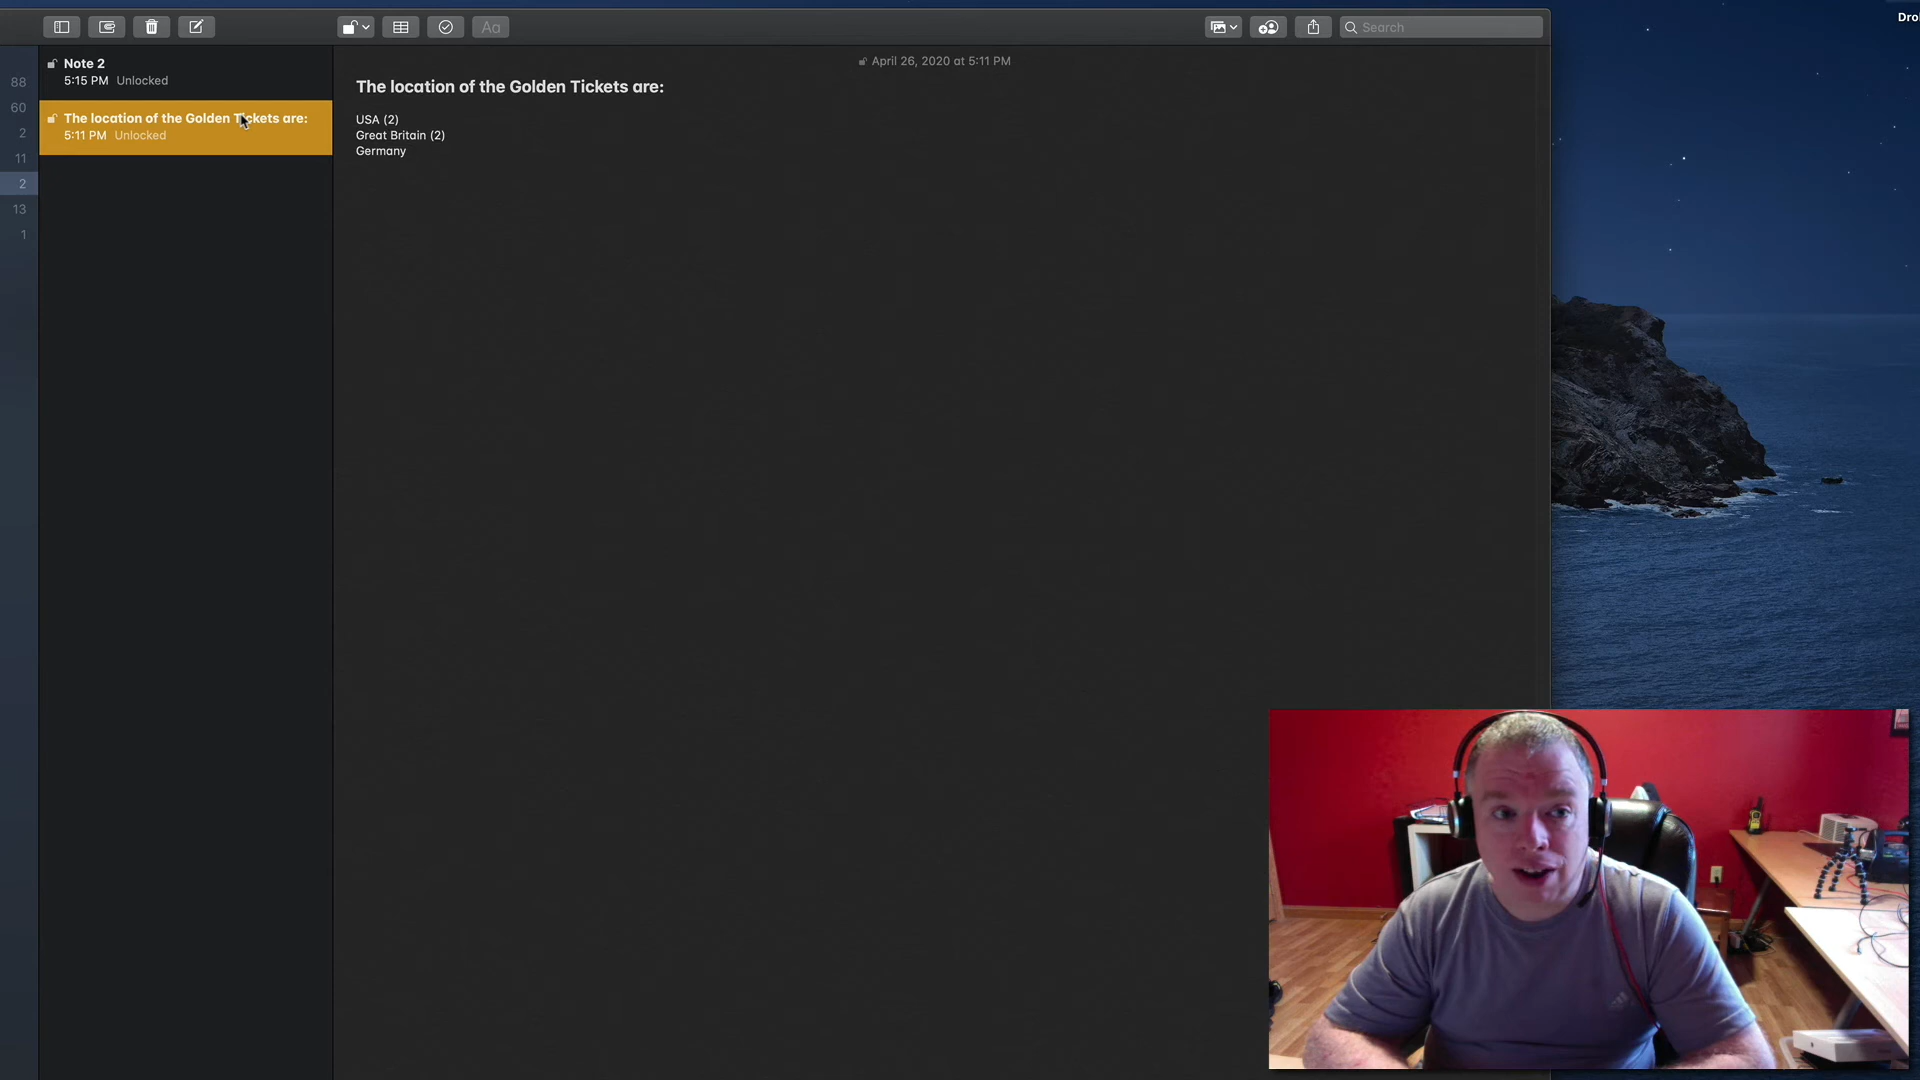 Aa
Search
Dro
88
60
2
11
2
13
1
Note 2
5:15 PM Unlocked
The location of the Golden Tickets are:
5:11 PM Unlocked
April 26, 2020 at 5:11 PM
The location of the Golden Tickets are:
USA (2)
Great Britain (2)
Germany